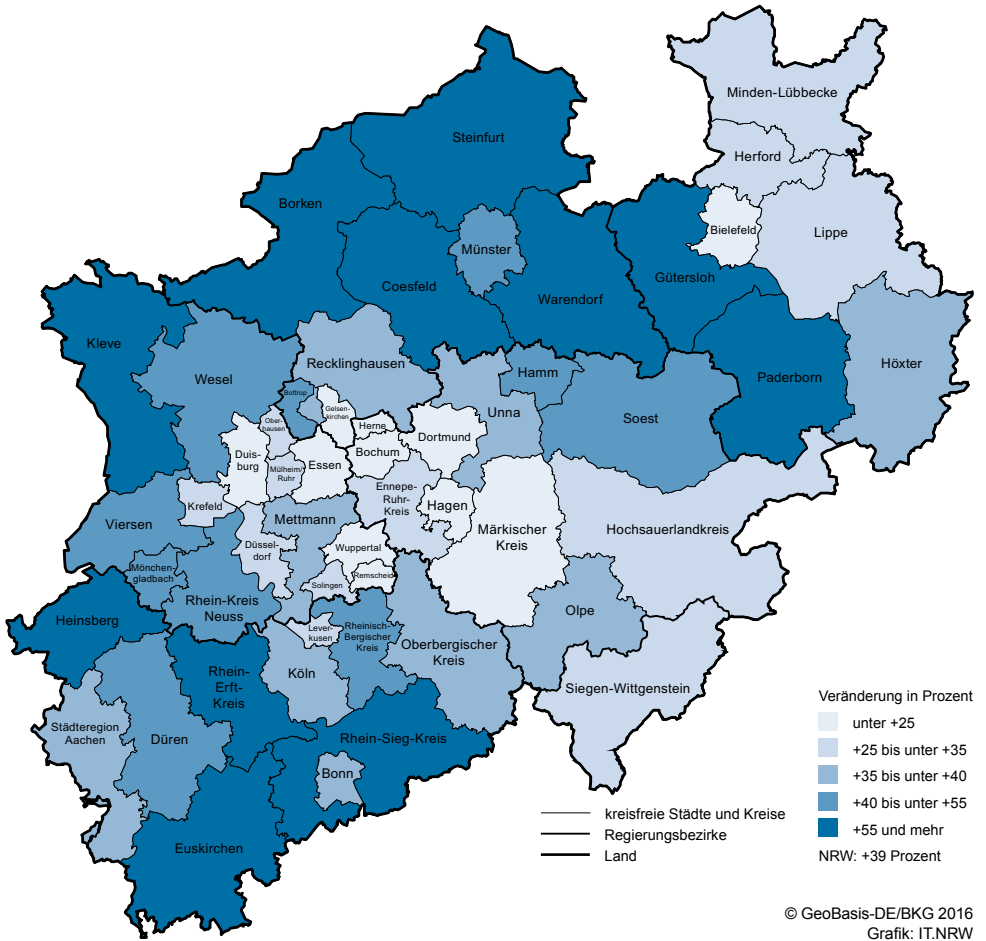 Minden-Lübbecke
Steinfurt
Herford
Borken
Bielefeld
Lippe
Münster
Gütersloh
Coesfeld
Warendorf
Kleve
Recklinghausen
Höxter
Wesel
Hamm
Paderborn
Bottrop
Gelsen-
kirchen
Unna
Soest
Ober-
hausen
Herne
Dortmund
Duis-
burg
Essen
Bochum
Mülheim/
Ruhr
Ennepe-
Ruhr-
Kreis
Krefeld
Hagen
Viersen
Mettmann
Märkischer
Kreis
Hochsauerlandkreis
Düssel-
dorf
Wuppertal
Mönchen-
gladbach
Remscheid
Solingen
Rhein-Kreis
Neuss
Olpe
Heinsberg
Lever-
kusen
Rheinisch-
Bergischer
Kreis
Oberbergischer
Kreis
Rhein-
Erft-
Kreis
Köln
Siegen-Wittgenstein
Städteregion
Aachen
Düren
Rhein-Sieg-Kreis
Bonn
Euskirchen
Veränderung in Prozent
unter +25
+25 bis unter +35
+35 bis unter +40
+40 bis unter +55
+55 und mehr
NRW: +39 Prozent
kreisfreie Städte und Kreise
Regierungsbezirke
Land
© GeoBasis-DE/BKG 2016
Grafik: IT.NRW